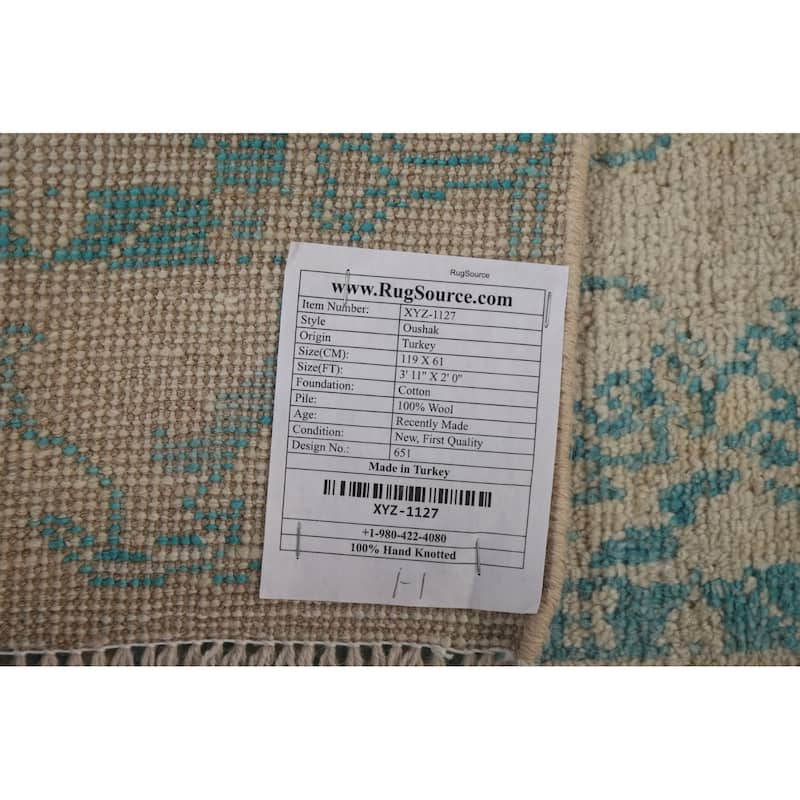 RugSource
www.RugSource.com
Item Number: XYZ-1127
Style Oushak
Origin Turkey
Size(CM): 119 X 61
Size(FT): 3' 11" X 2' 0"
Foundation: Cotton
Pile: 100% Wool
Age: Recently Made
Condition: New, First Quality
Design No.: 651
Made in Turkey
XYZ-1127
+1-980-422-4080
100% Hand Knotted
1-1